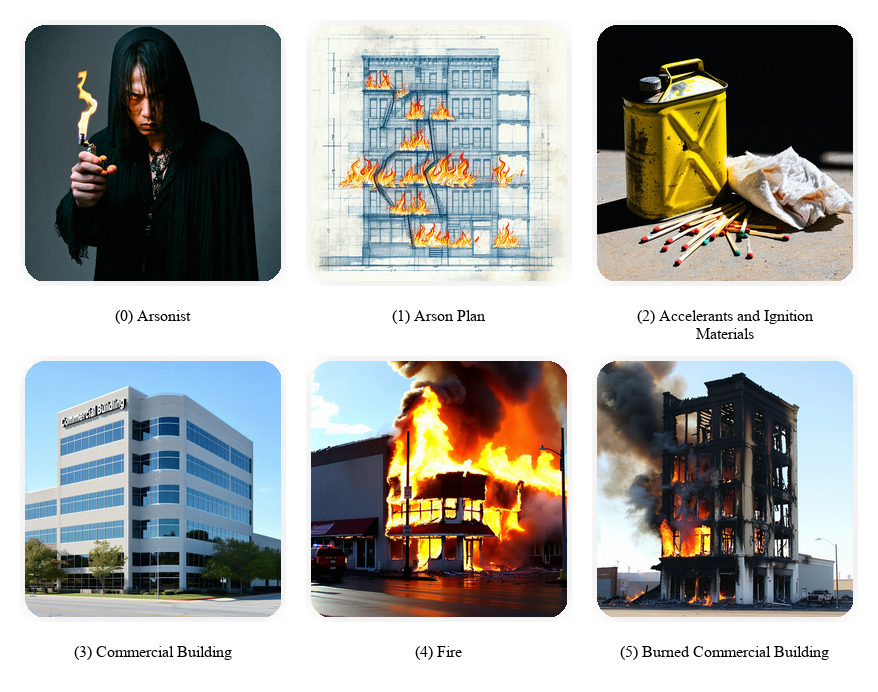 (0) Arsonist
(1) Arson Plan
(2) Accelerants and Ignition
Materials
Commercial Building
(3) Commercial Building
(4) Fire
(5) Burned Commercial Building